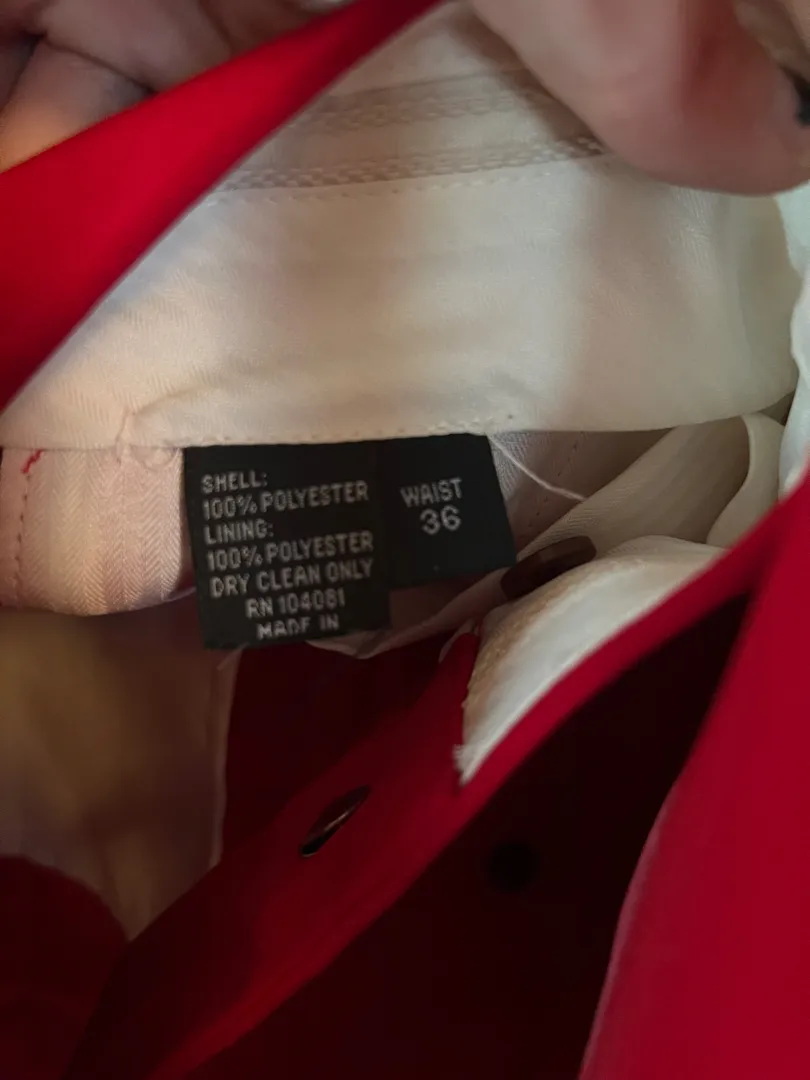 SHELL:
100% POLYESTER
LINING:
100% POLYESTER
DRY CLEAN ONLY
RN 104081
MADE IN
WAIST
36